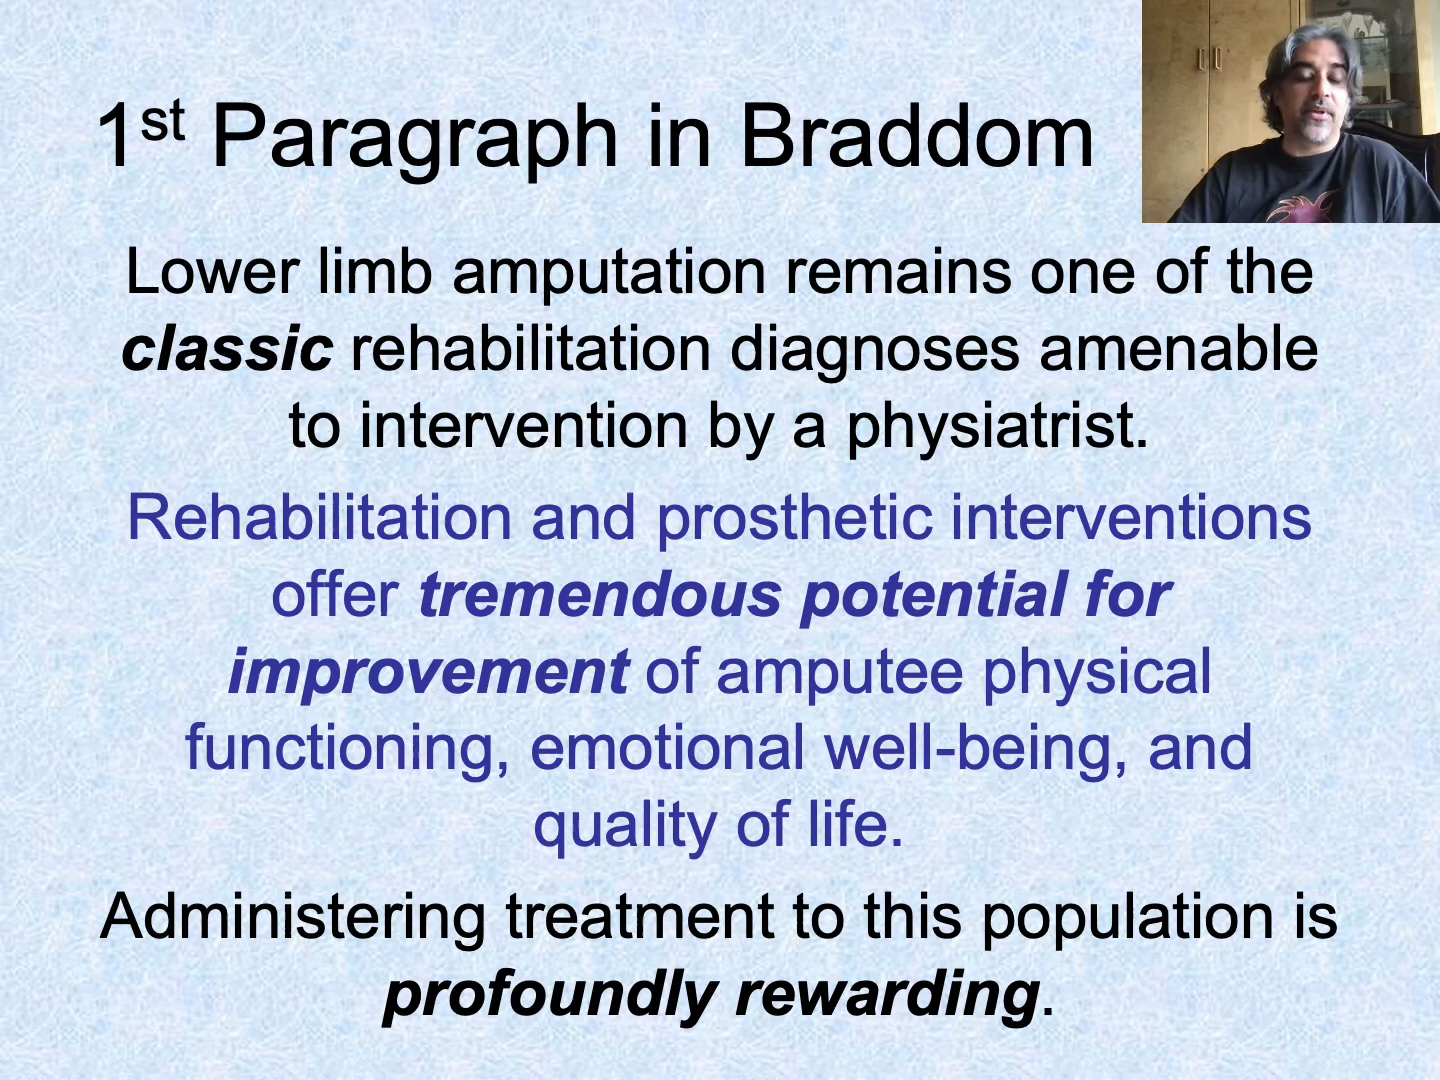 1st Paragraph in Braddom
Lower limb amputation remains one of the
classic rehabilitation diagnoses amenable
to intervention by a physiatrist.
Rehabilitation and prosthetic interventions
offer tremendous potential for
improvement of amputee physical
functioning, emotional well-being, and
quality of life.
Administering treatment to this population is
profoundly rewarding.